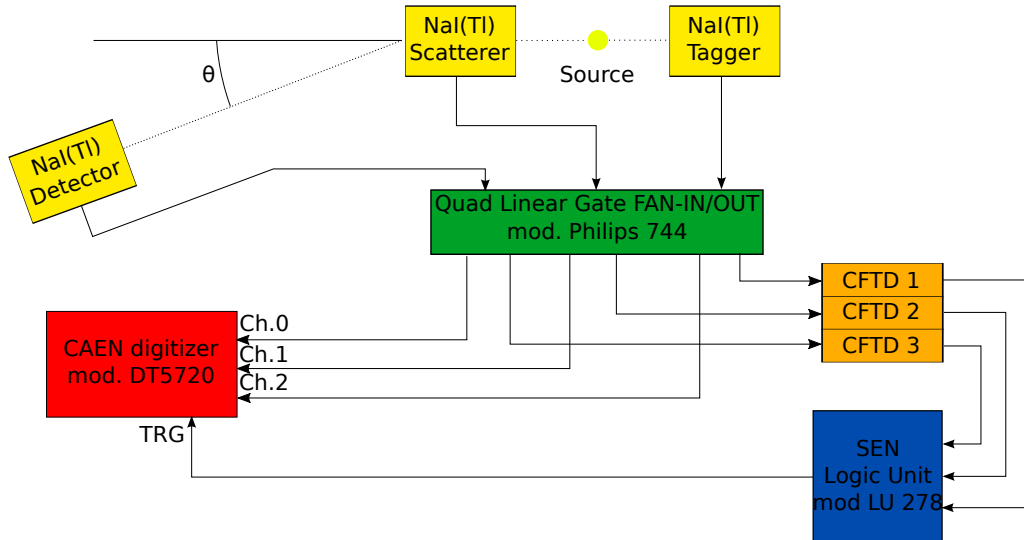 NaI(Tl)
Scatterer
NaI(Tl)
Tagger
Source
θ
NaI(Tl)
Detector
Quad Linear Gate FAN-IN/OUT
mod. Philips 744
CFTD 1
CFTD 2
CFTD 3
Ch.0
Ch.1
Ch.2
CAEN digitizer
mod. DT5720
TRG
SEN
Logic Unit
mod LU 278